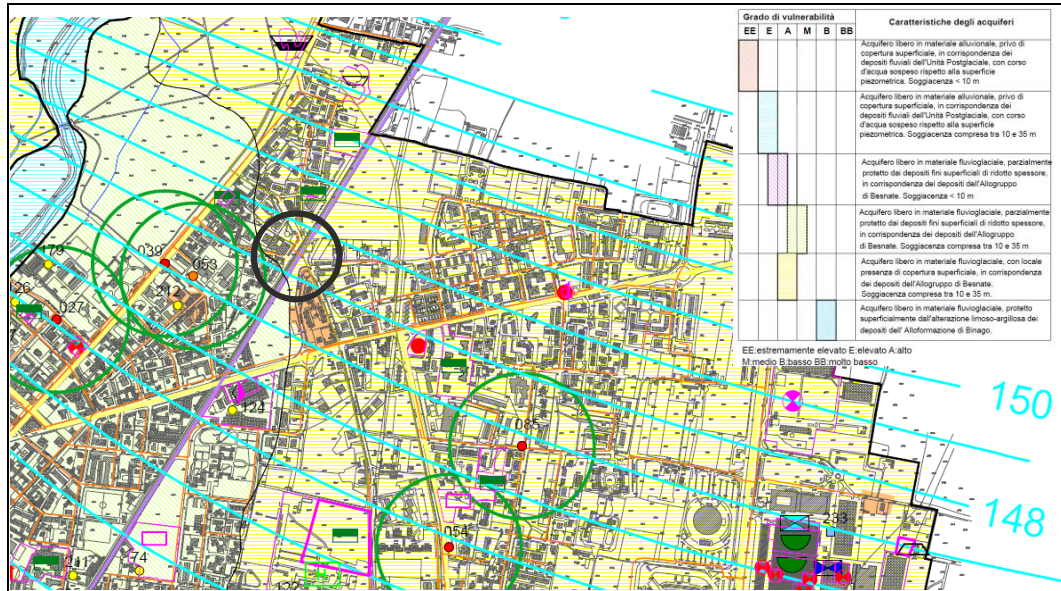 Grado di vulnerabilità
Caratteristiche degli acquiferi
EE E A M B BB
Acquifero libero in materiale alluvionale, privo di
copertura superficiale, in corrispondenza dei
depositi fluviali dell'Unità Postglaciale, con corso
d'acqua sospeso rispetto alla superficie
piezometrica. Soggiacenza < 10 m
Acquifero libero in materiale alluvionale, privo di
copertura superficiale, in corrispondenza dei
depositi fluviali dell'Unità Postglaciale, con corso
d'acqua sospeso rispetto alla superficie
piezometrica. Soggiacenza compresa tra 10 e 35 m
Acquifero libero in materiale fluvioglaciale, parzialmente
protetto dai depositi fini superficiali di ridotto spessore,
in corrispondenza dei depositi dell'Allogruppo
di Besnate. Soggiacenza < 10 m
Acquifero libero in materiale fluvioglaciale, parzialmente
protetto dai depositi fini superficiali di ridotto spessore,
in corrispondenza dei depositi dell'Allogruppo
di Besnate. Soggiacenza compresa tra 10 e 35 m
Acquifero libero in materiale fluvioglaciale, con locale
presenza di copertura superficiale, in corrispondenza
dei depositi dell'Allogruppo di Besnate.
Soggiacenza compresa tra 10 e 35 m.
Acquifero libero in materiale fluvioglaciale, protetto
superficialmente dall'alterazione limoso-argillosa dei
depositi dell' Alloformazione di Binago.
EE:estremamente elevato E:elevato A:alto
M:medio B:basso BB:molto basso
179
039
053
212
026
027
124
150
085
148
233
054
211
74